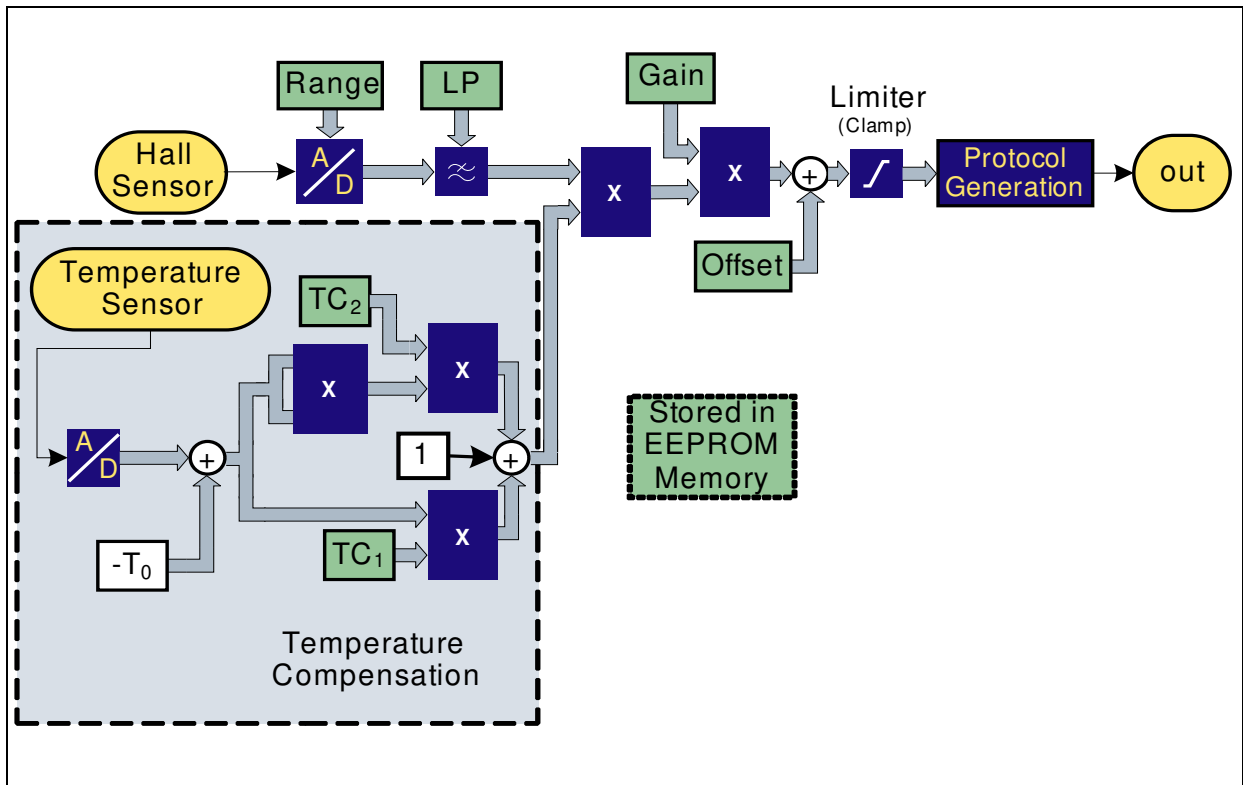 Range
LP
Gain
Limiter
(Clamp)
Hall
Sensor
A
D
X
X
+
Protocol
Generation
out
Offset
Temperature
Sensor
TC₂
X
X
A
D
+
1
+
Stored in
EEPROM
Memory
X
TC₁
-T₀
Temperature
Compensation